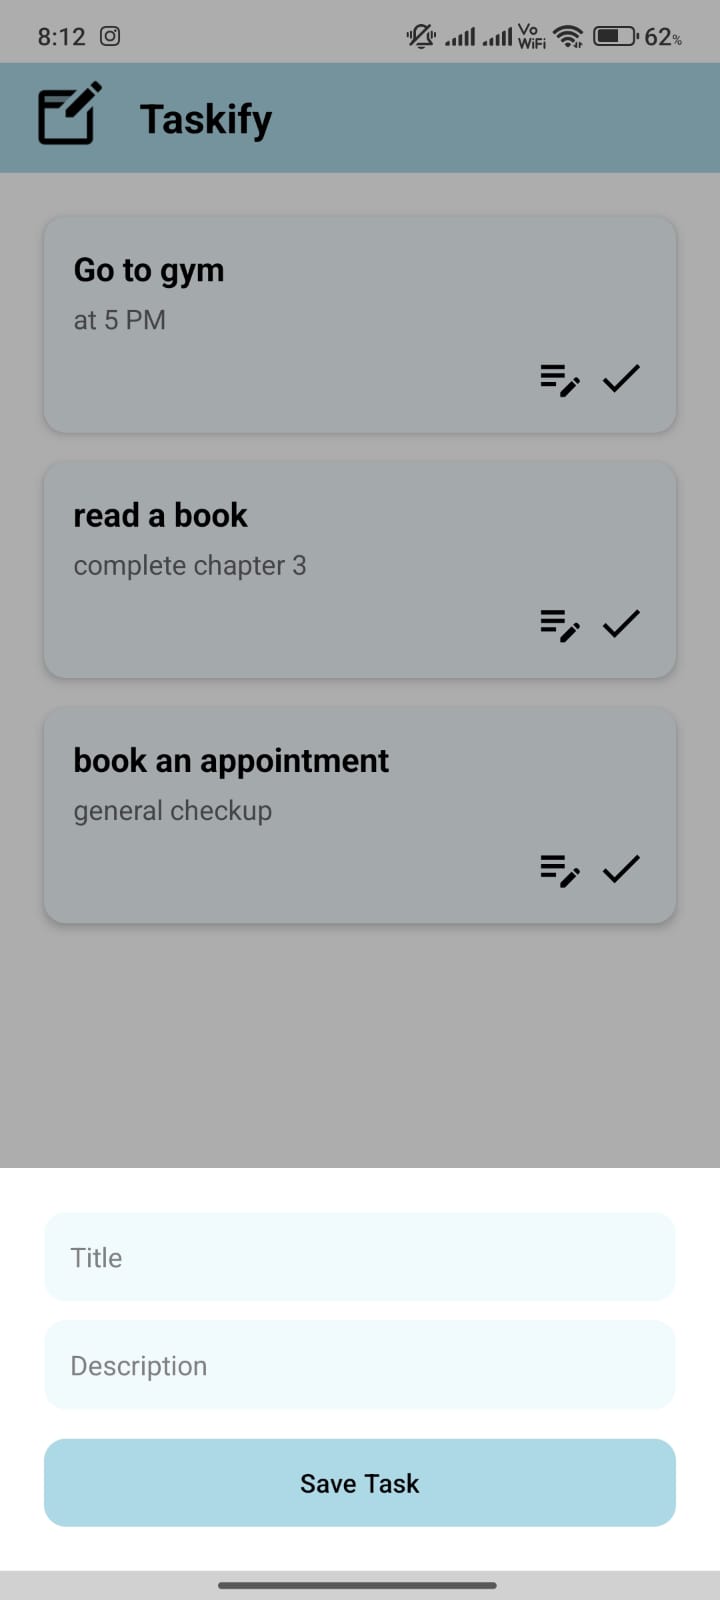 8:12 Vo WiFi 62%
Taskify
Go to gym
at 5 PM
read a book
complete chapter 3
book an appointment
general checkup
Title
Description
Save Task